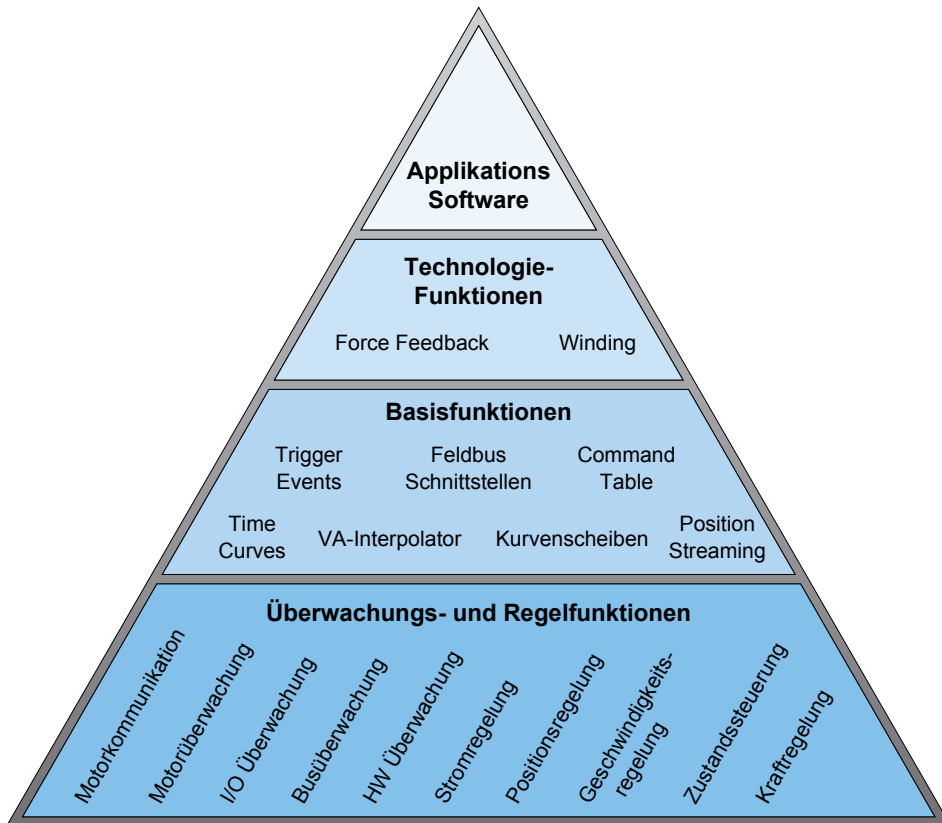 Applikations
Software
Technologie-
Funktionen
Force Feedback
Winding
Basisfunktionen
Trigger
Events
Feldbus
Schnittstellen
Command
Table
Time
Curves
VA-Interpolator
Kurvenscheiben
Position
Streaming
Überwachungs- und Regelfunktionen
Motorkommunikation
Motorüberwachung
I/O Überwachung
Busüberwachung
HW Überwachung
Stromregelung
Positionsregelung
Geschwindigkeits-
regelung
Zustandssteuerung
Kraftregelung